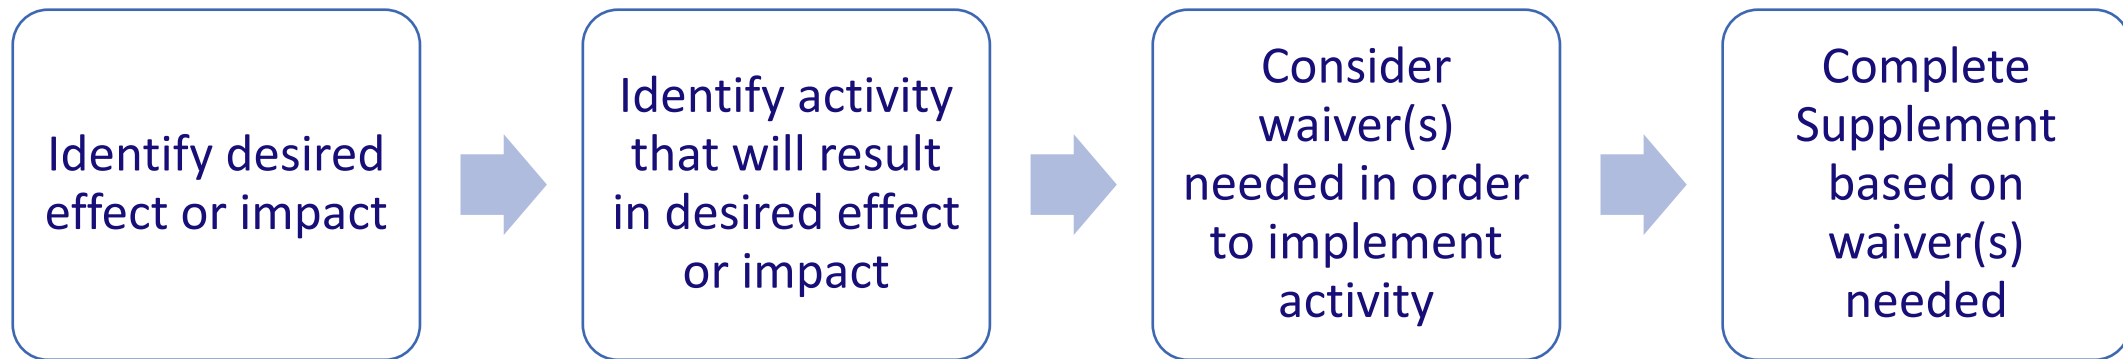 Identify desired
effect or impact
Identify activity
that will result
in desired effect
or impact
Consider
waiver(s)
needed in order
to implement
activity
Complete
Supplement
based on
waiver(s)
needed